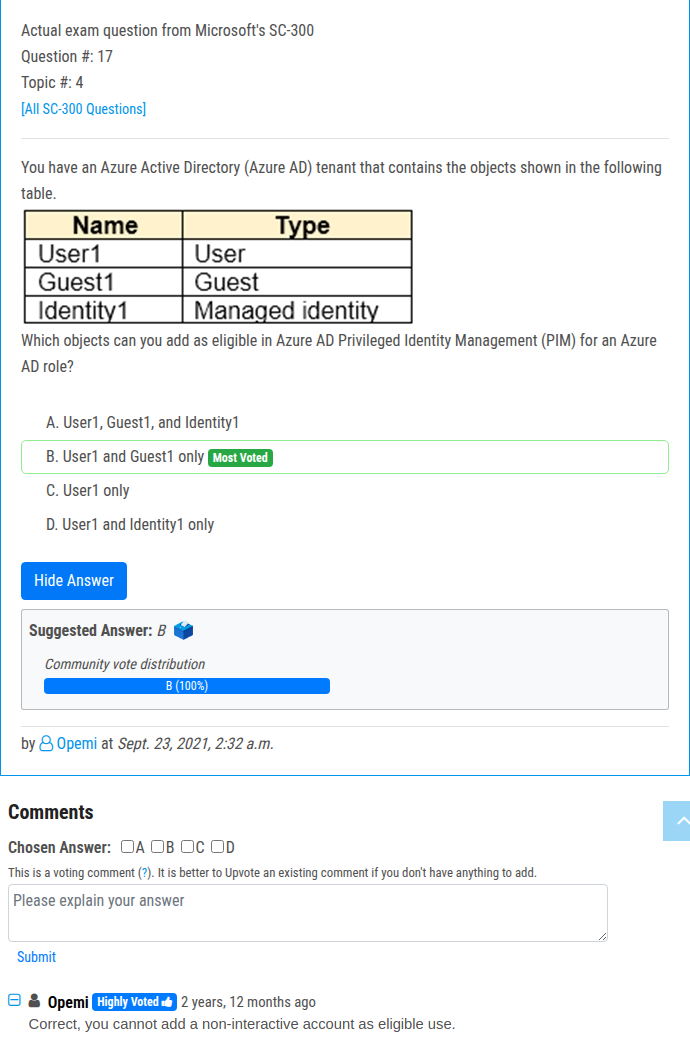 Actual exam question from Microsoft's SC-300
Question #: 17
Topic #: 4
[All SC-300 Questions]
You have an Azure Active Directory (Azure AD) tenant that contains the objects shown in the following
table.
Name Type
User1 User
Guest1 Guest
Identity1 Managed identity
Which objects can you add as eligible in Azure AD Privileged Identity Management (PIM) for an Azure
AD role?
A. User1, Guest1, and Identity1
B. User1 and Guest1 only Most Voted
C. User1 only
D. User1 and Identity1 only
Hide Answer
Suggested Answer: B
Community vote distribution
B (100%)
by Opemi at Sept. 23, 2021, 2:32 a.m.
Comments
Chosen Answer: A B C D
This is a voting comment (?). It is better to Upvote an existing comment if you don't have anything to add.
Please explain your answer
Submit
Opemi Highly Voted 2 years, 12 months ago
Correct, you cannot add a non-interactive account as eligible use.